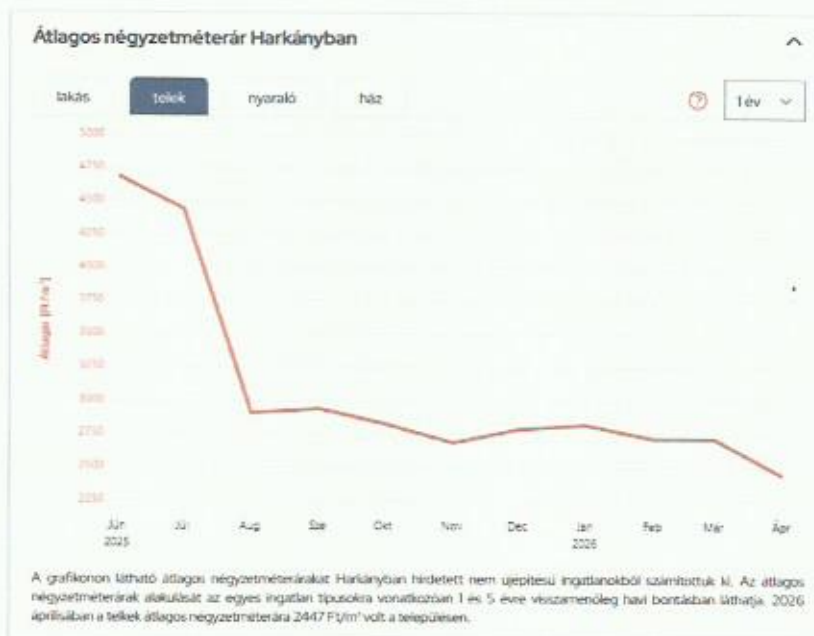 Átlagos négyzetméterár Harkányban
lakás telek nyaraló ház 1 év
5000
4750
4500
4250
4000
3750
3500
3250
3000
2750
2500
2250
Átlagár [Ft/m²]
Jún Júl Aug Sze Okt Nov Dec Jan Feb Már Ápr
2025 2026
A grafikonon látható átlagos négyzetméterárakat Harkányban hirdetett nem újépítésű ingatlanokból számítottuk ki. Az átlagos
négyzetméterárak alakulását az egyes ingatlan típusokra vonatkozóan 1 és 5 évre visszamenőleg havi bontásban láthatja. 2026
áprilisában a telkek átlagos négyzetméterára 2447 Ft/m² volt a településen.